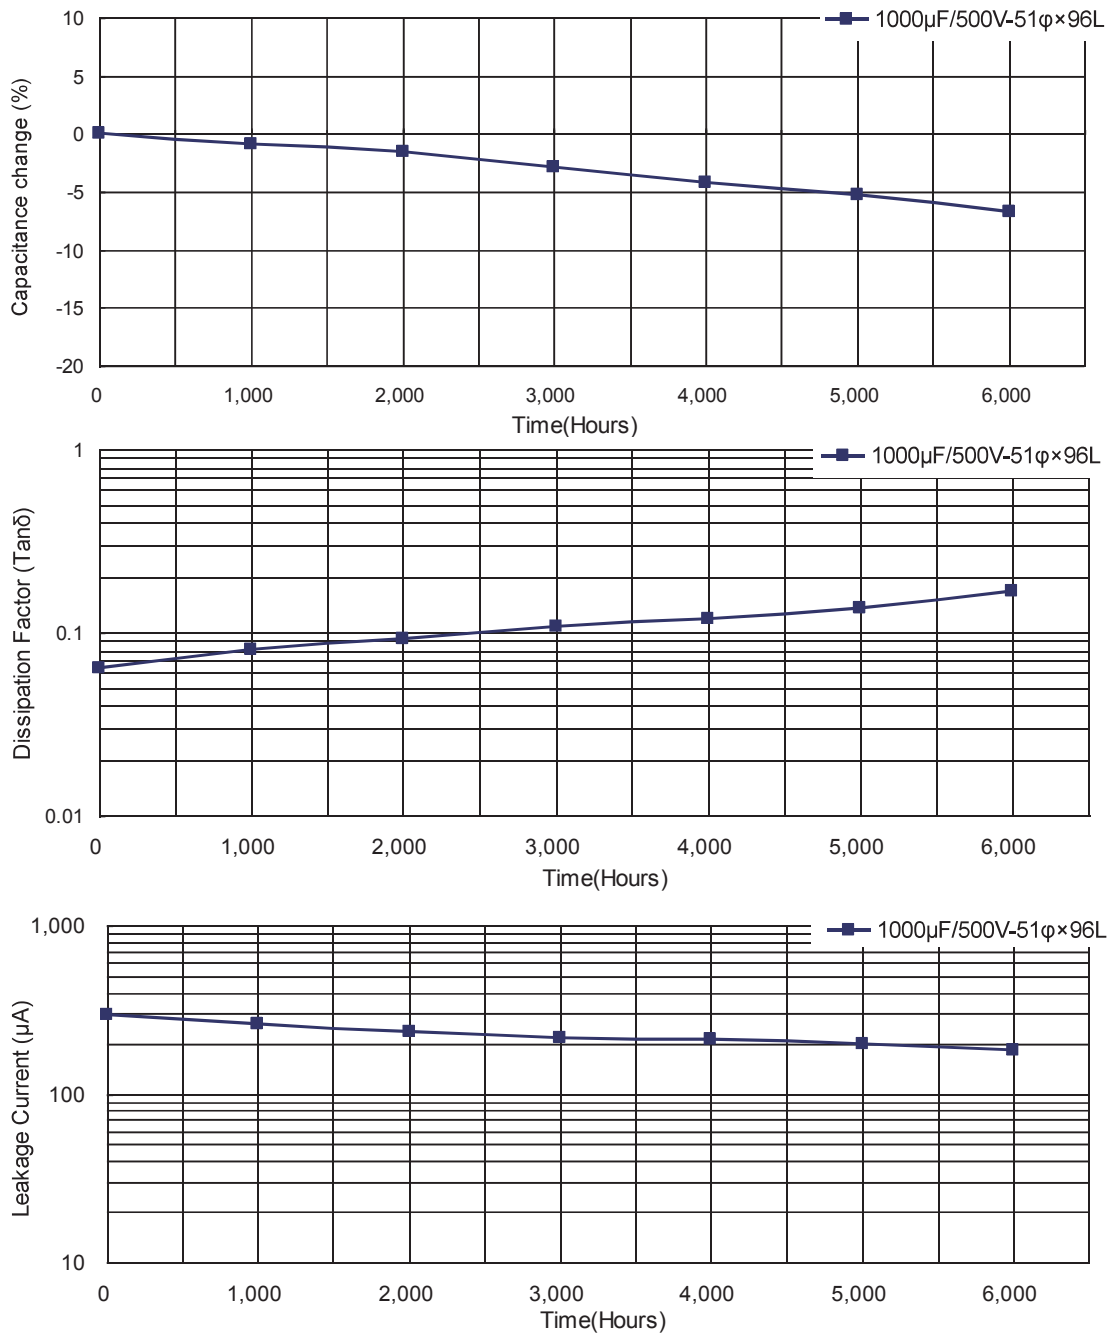 1000μF/500V-51φ×96L
Capacitance change (%)
10
5
0
-5
-10
-15
-20
0 1,000 2,000 3,000 4,000 5,000 6,000
Time(Hours)
1000μF/500V-51φ×96L
Dissipation Factor (Tanδ)
1
0.1
0.01
0 1,000 2,000 3,000 4,000 5,000 6,000
Time(Hours)
1000μF/500V-51φ×96L
Leakage Current (μA)
1,000
100
10
0 1,000 2,000 3,000 4,000 5,000 6,000
Time(Hours)